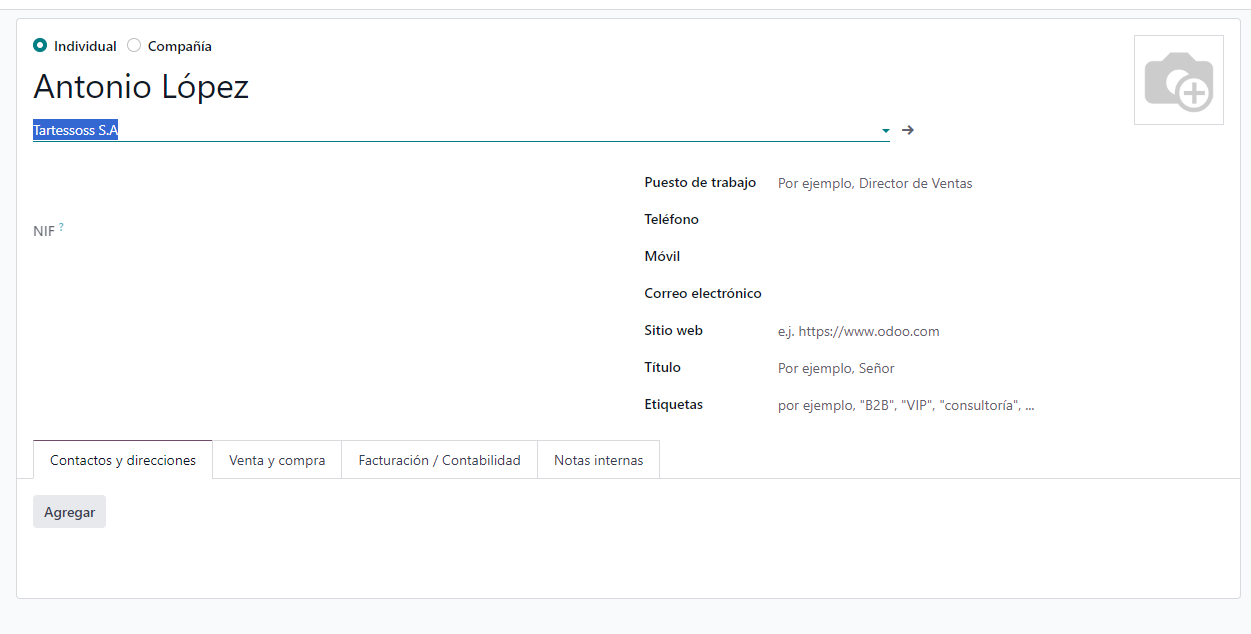 Individual Compañía
Antonio López
Tartessoss S.A
Puesto de trabajo Por ejemplo, Director de Ventas
Teléfono
NIF ?
Móvil
Correo electrónico
Sitio web e.j. https://www.odoo.com
Título Por ejemplo, Señor
Etiquetas por ejemplo, "B2B", "VIP", "consultoría", ...
Contactos y direcciones Venta y compra Facturación / Contabilidad Notas internas
Agregar